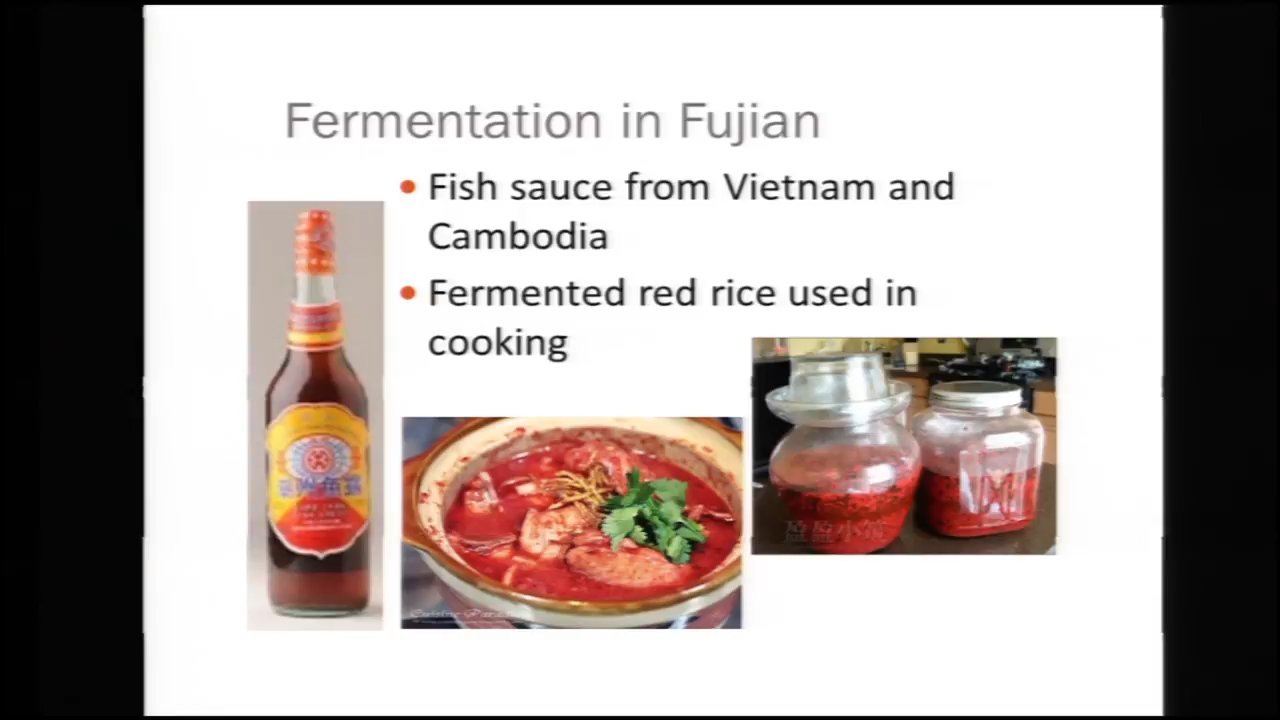 Fermentation in Fujian
• Fish sauce from Vietnam and
Cambodia
• Fermented red rice used in
cooking